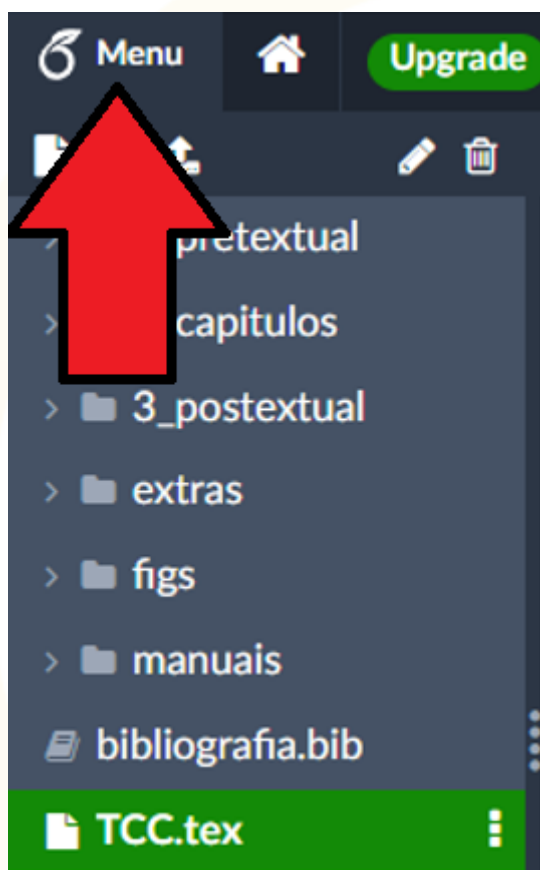 Menu
Upgrade
pretextual
capitulos
3_postextual
extras
figs
manuais
bibliografia.bib
TCC.tex